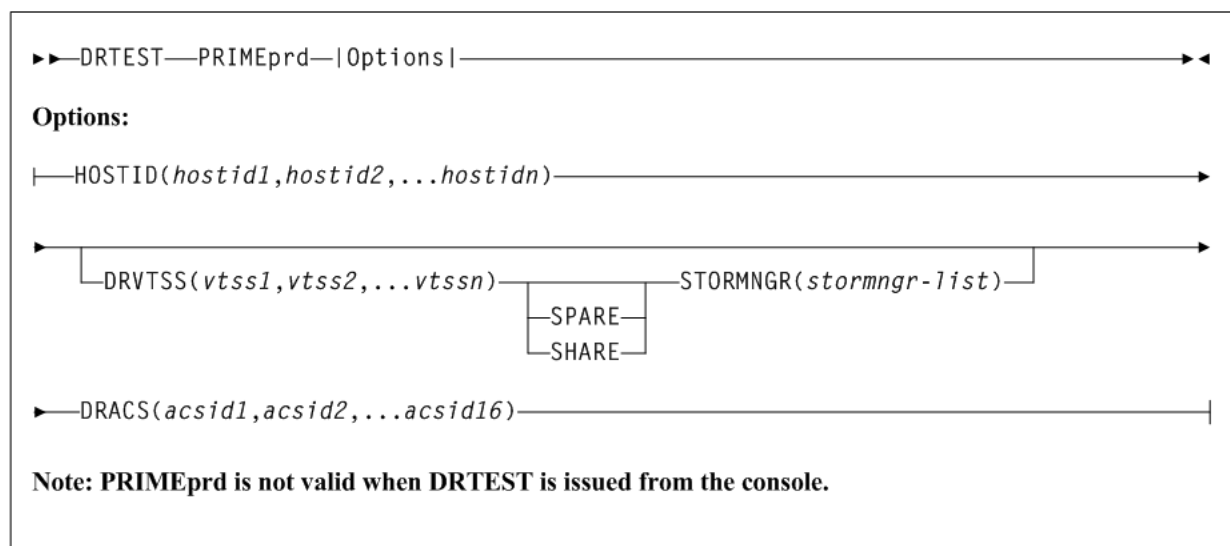 DRTEST PRIMEprd |Options|
Options:
HOSTID(hostid1,hostid2,...hostidn)
DRVTSS(vtss1,vtss2,...vtssn) STORMNGR(stormngr-list)
SPARE
SHARE
DRACS(acsid1,acsid2,...acsid16)
Note: PRIMEprd is not valid when DRTEST is issued from the console.